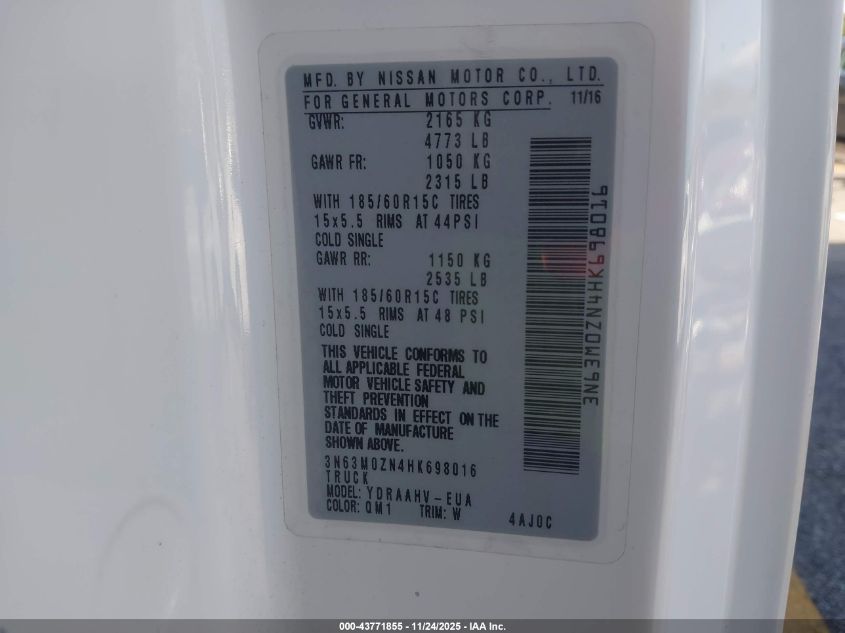 MFD. BY NISSAN MOTOR CO., LTD.
FOR GENERAL MOTORS CORP. 11/16
GVWR: 2165 KG
4773 LB
GAWR FR: 1050 KG
2315 LB
WITH 185/60R15C TIRES
15x5.5 RIMS AT 44PSI
COLD SINGLE
GAWR RR: 1150 KG
2535 LB
WITH 185/60R15C TIRES
15x5.5 RIMS AT 48 PSI
COLD SINGLE
THIS VEHICLE CONFORMS TO
ALL APPLICABLE FEDERAL
MOTOR VEHICLE SAFETY AND
THEFT PREVENTION
STANDARDS IN EFFECT ON THE
DATE OF MANUFACTURE
SHOWN ABOVE.
3N63M0ZN4HK698016
TRUCK
MODEL: YDRAAHV-EUA
COLOR: QM1 TRIM: W 4AJ0C
3N63M0ZN4HK698016
000-43771855 - 11/24/2025 - IAA Inc.